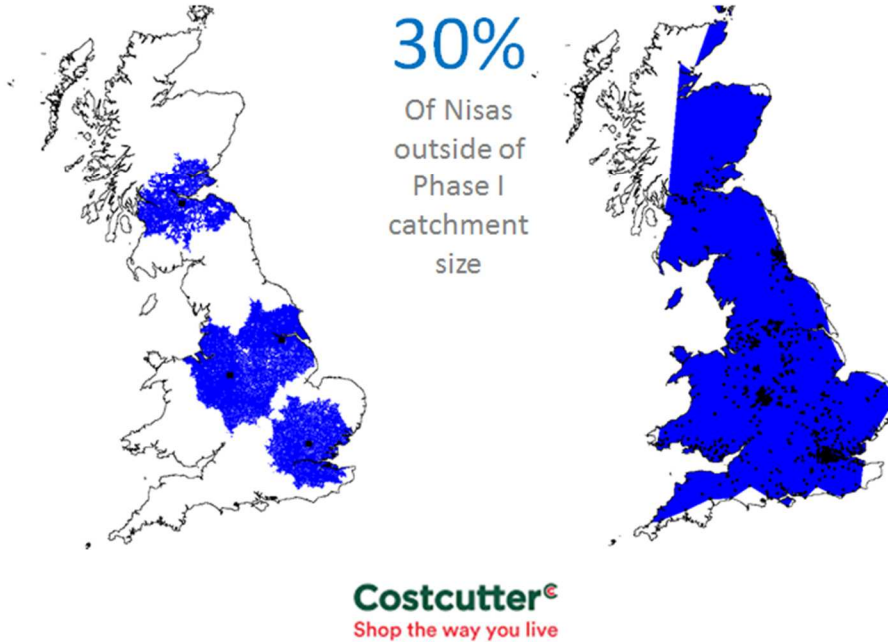 30%
Of Nisas
outside of
Phase I
catchment
size
Costcutter
Shop the way you live